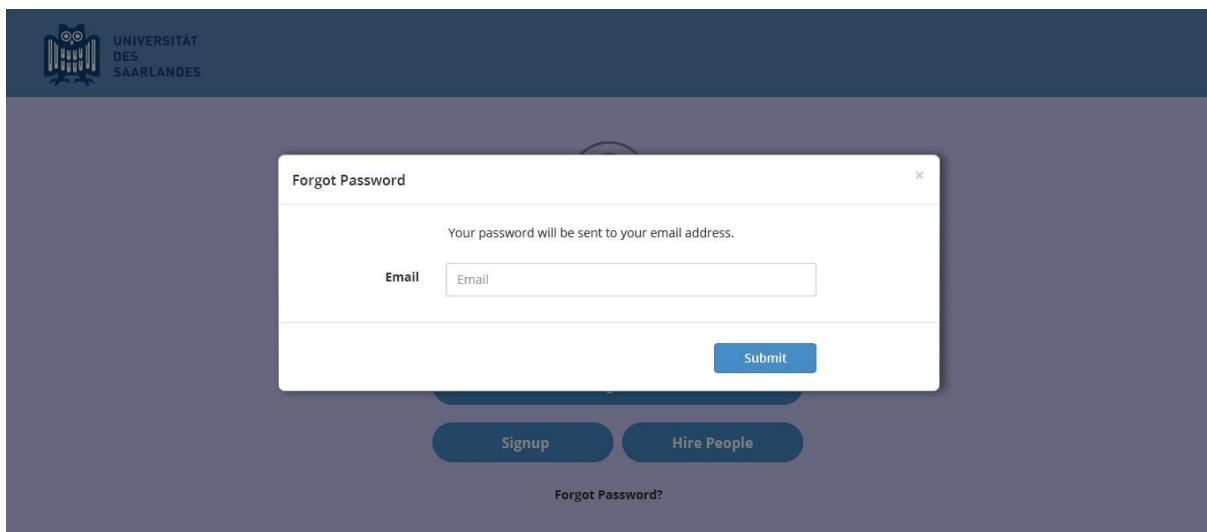 UNIVERSITÄT
DES
SAARLANDES
Forgot Password
×
Your password will be sent to your email address.
Email
Email
Submit
Signup
Hire People
Forgot Password?